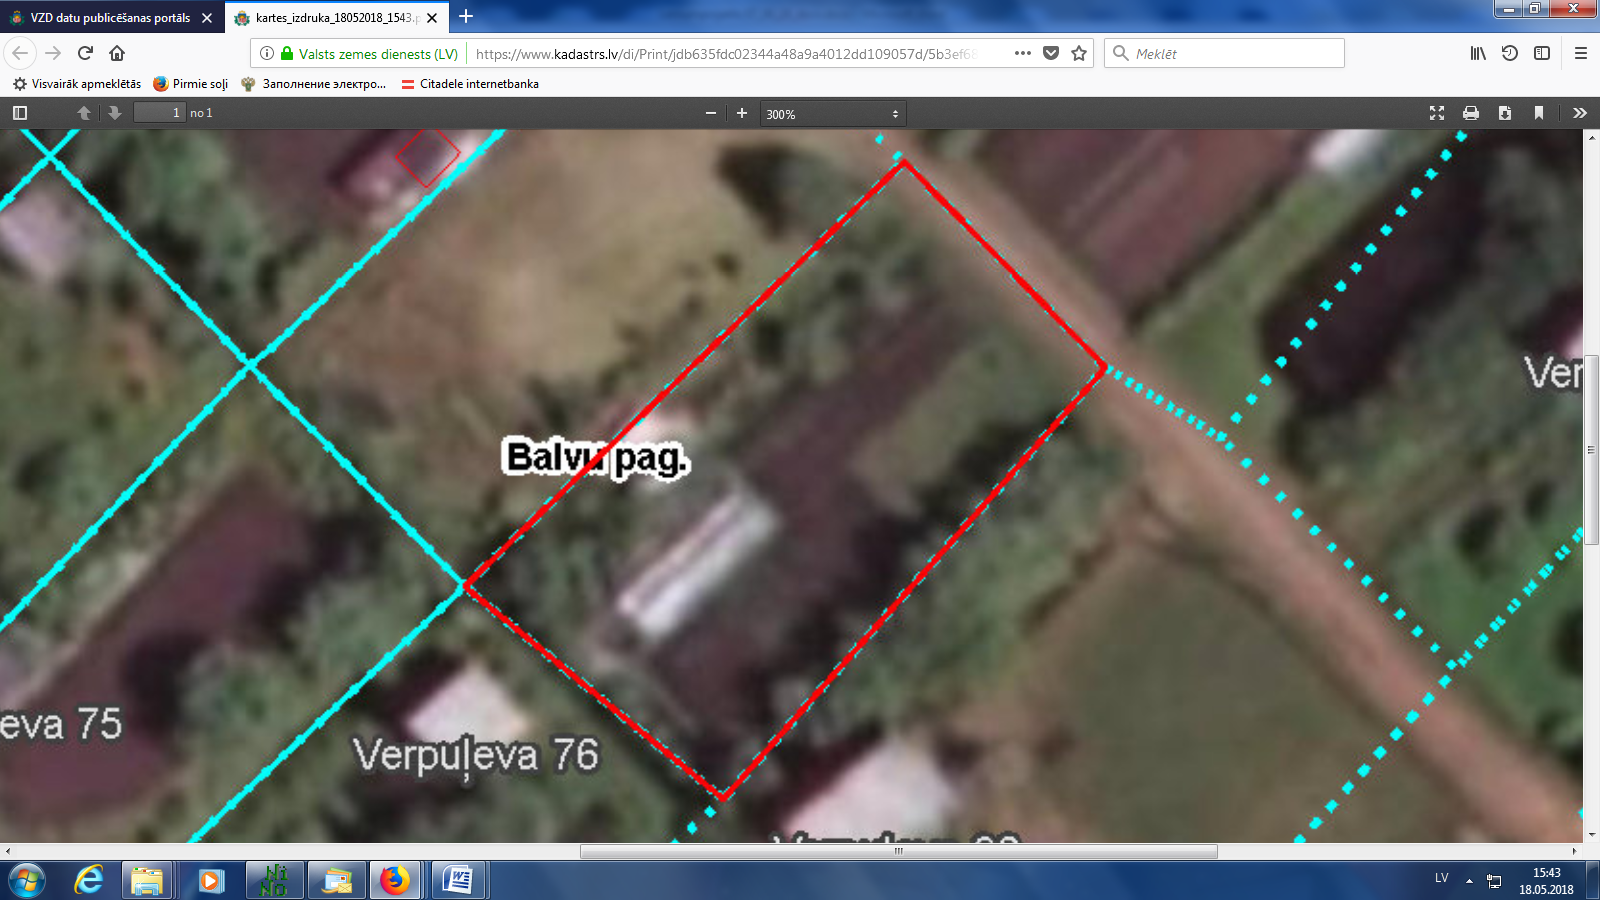 VZD datu publicēšanas portāls
kartes_izdruka_18052018_1543.p
Valsts zemes dienests (LV)
https://www.kadastrs.lv/di/Print/jdb635fdc02344a48a9a4012dd109057d/5b3ef68
Meklēt
Visvairāk apmeklētās
Pirmie soļi
Заполнение электро...
Citadele internetbanka
1 no 1
300%
Ver
Balvu pag.
eva 75
Verpuļeva 76
LV
15:43
18.05.2018